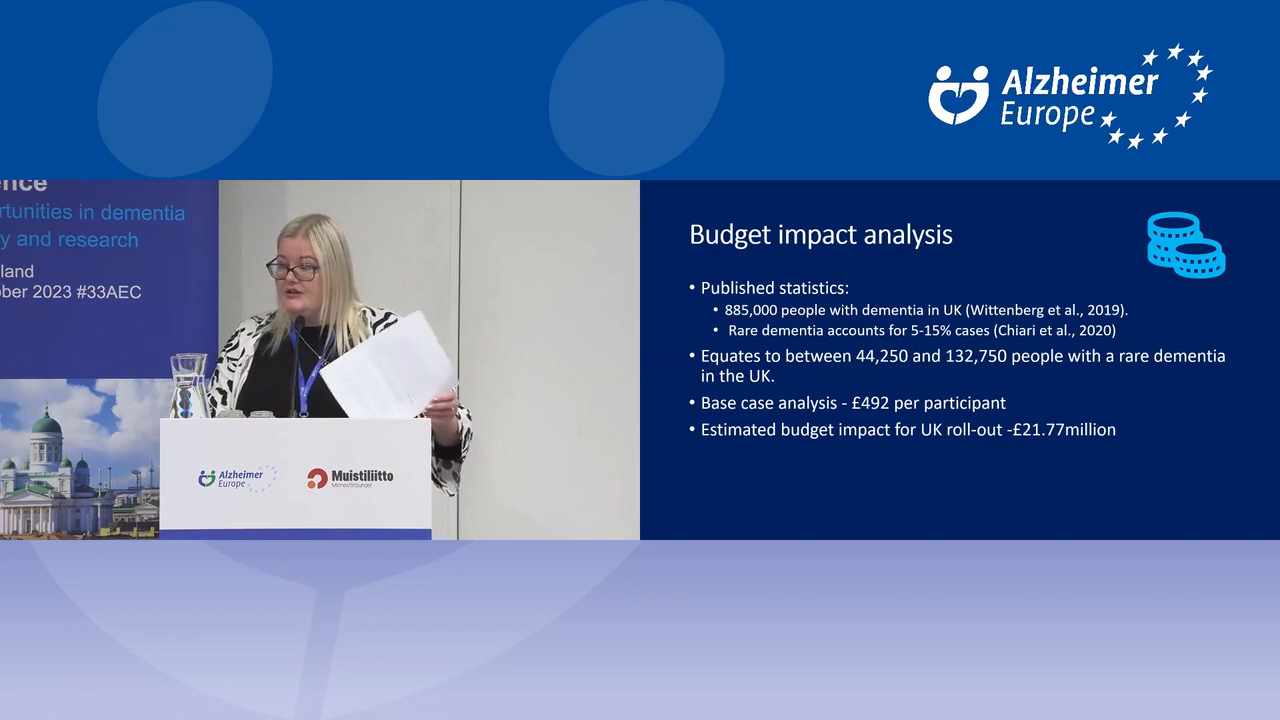 Alzheimer
Europe
ence
rtunities in dementia
y and research
land
ober 2023 #33AEC
Alzheimer
Europe
Muistiliitto
Minnesförbundet
Budget impact analysis
• Published statistics:
• 885,000 people with dementia in UK (Wittenberg et al., 2019).
• Rare dementia accounts for 5-15% cases (Chiari et al., 2020)
• Equates to between 44,250 and 132,750 people with a rare dementia
in the UK.
• Base case analysis - £492 per participant
• Estimated budget impact for UK roll-out -£21.77million